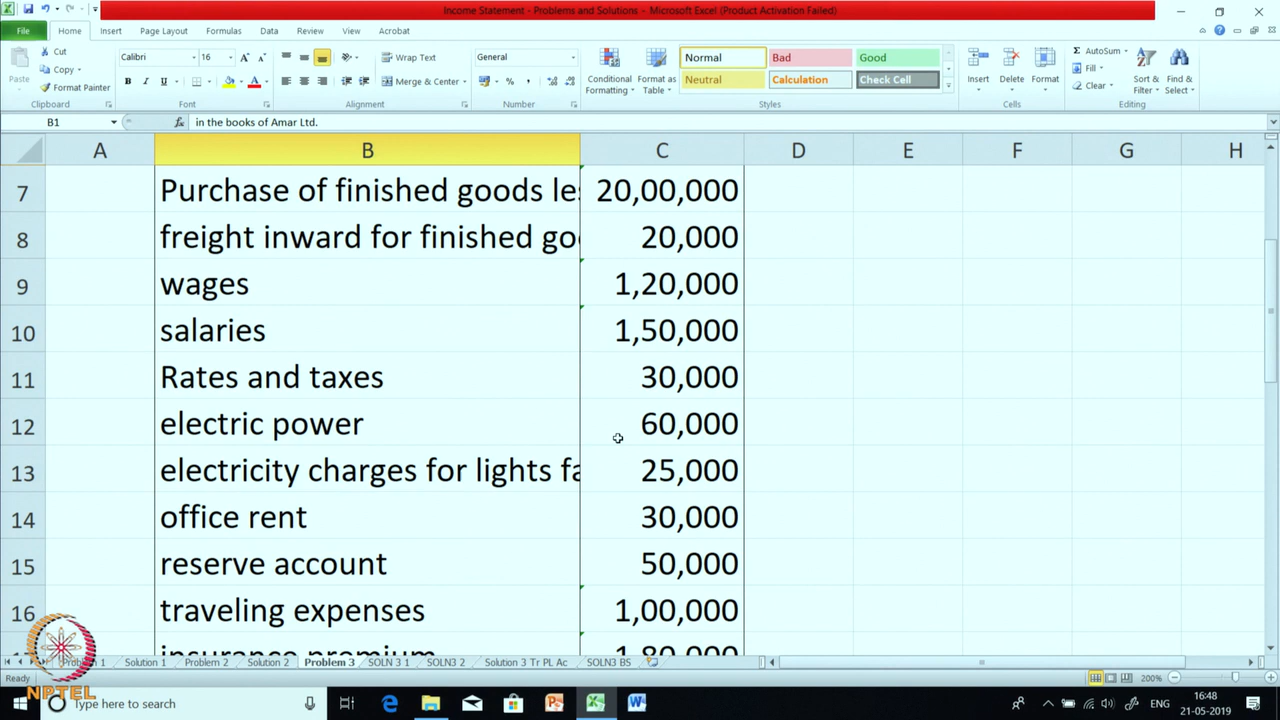 Income Statement - Problems and Solutions - Microsoft Excel (Product Activation Failed)
File Home Insert Page Layout Formulas Data Review View Acrobat
Cut
Copy
Format Painter
Paste
Clipboard
Calibri 16
B I U
Font
Wrap Text
Merge & Center
Alignment
General
Number
Conditional Formatting
Format as Table
Normal Bad Good
Neutral Calculation Check Cell
Styles
Insert Delete Format
Cells
AutoSum
Fill
Clear
Sort & Filter
Find & Select
Editing
B1 fx in the books of Amar Ltd.
A B C D E F G H
7 Purchase of finished goods les 20,00,000
8 freight inward for finished go 20,000
9 wages 1,20,000
10 salaries 1,50,000
11 Rates and taxes 30,000
12 electric power 60,000
13 electricity charges for lights fa 25,000
14 office rent 30,000
15 reserve account 50,000
16 traveling expenses 1,00,000
insurance premium 1,80,000
Solution 1 Problem 2 Solution 2 Problem 3 SOLN 3 1 SOLN3 2 Solution 3 Tr PL Ac SOLN3 BS
Ready 200%
NPTEL
Type here to search
ENG
16:48
21-05-2019